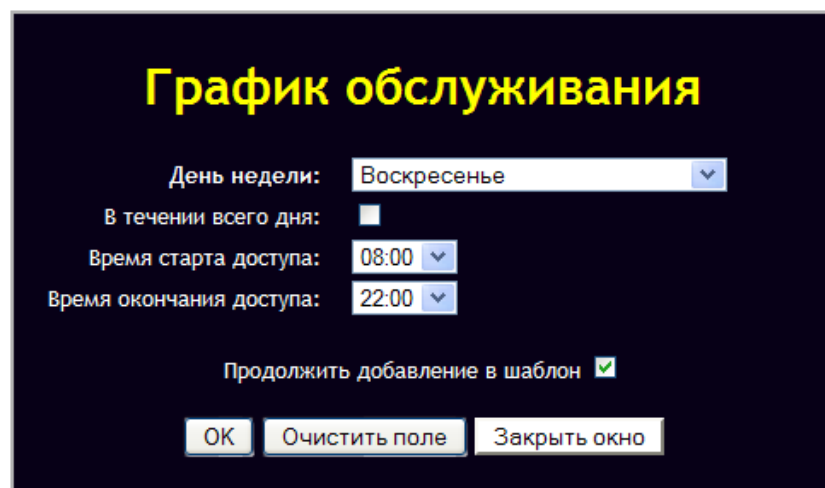 График обслуживания
День недели: Воскресенье
В течении всего дня:
Время старта доступа: 08:00
Время окончания доступа: 22:00
Продолжить добавление в шаблон
OK Очистить поле Закрыть окно